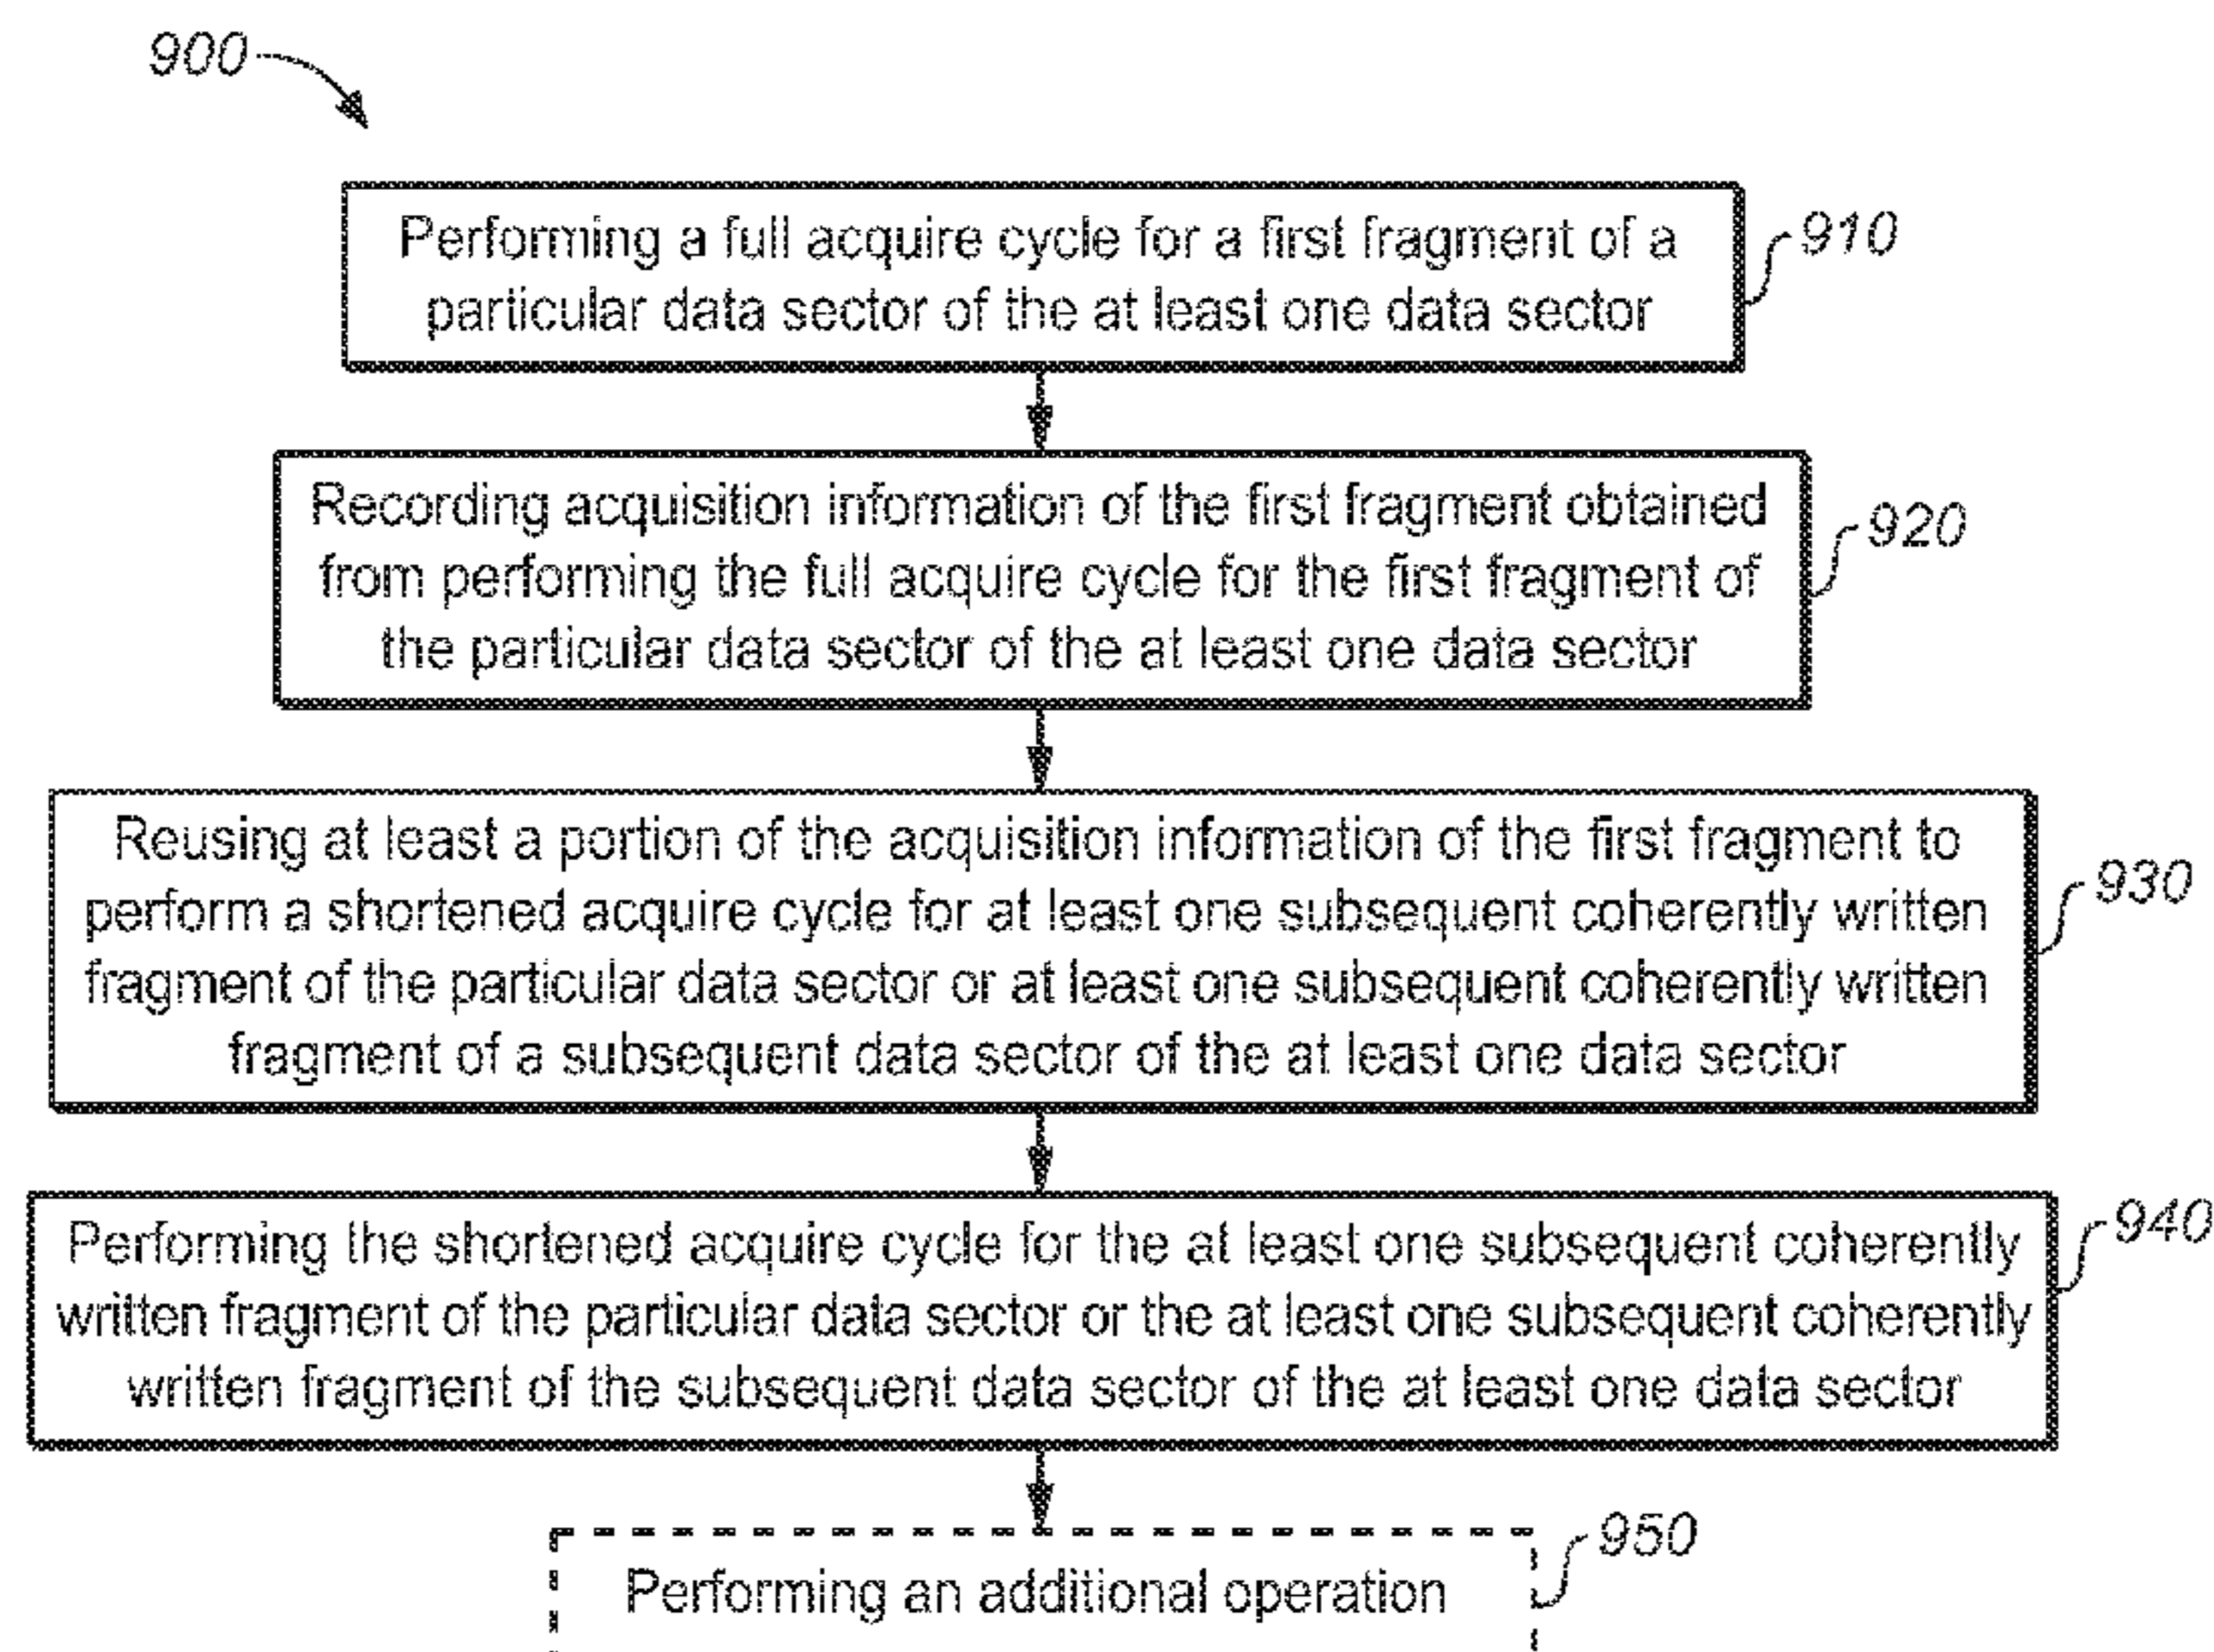 900
Performing a full acquire cycle for a first fragment of a
particular data sector of the at least one data sector
910
Recording acquisition information of the first fragment obtained
from performing the full acquire cycle for the first fragment of
the particular data sector of the at least one data sector
920
Reusing at least a portion of the acquisition information of the first fragment to
perform a shortened acquire cycle for at least one subsequent coherently written
fragment of the particular data sector or at least one subsequent coherently written
fragment of a subsequent data sector of the at least one data sector
930
Performing the shortened acquire cycle for the at least one subsequent coherently
written fragment of the particular data sector or the at least one subsequent coherently
written fragment of the subsequent data sector of the at least one data sector
940
Performing an additional operation
950